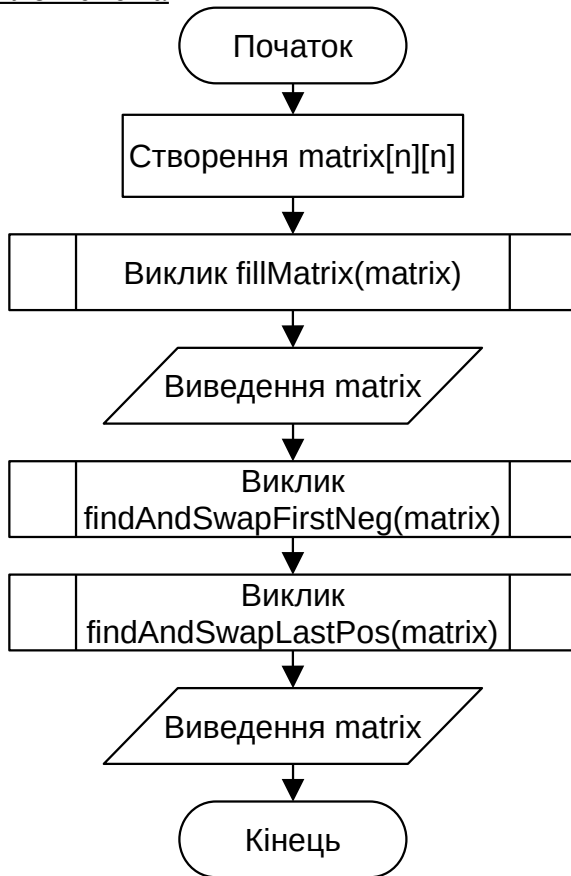 Початок
Створення matrix[n][n]
Виклик fillMatrix(matrix)
Виведення matrix
Виклик
findAndSwapFirstNeg(matrix)
Виклик
findAndSwapLastPos(matrix)
Виведення matrix
Кінець